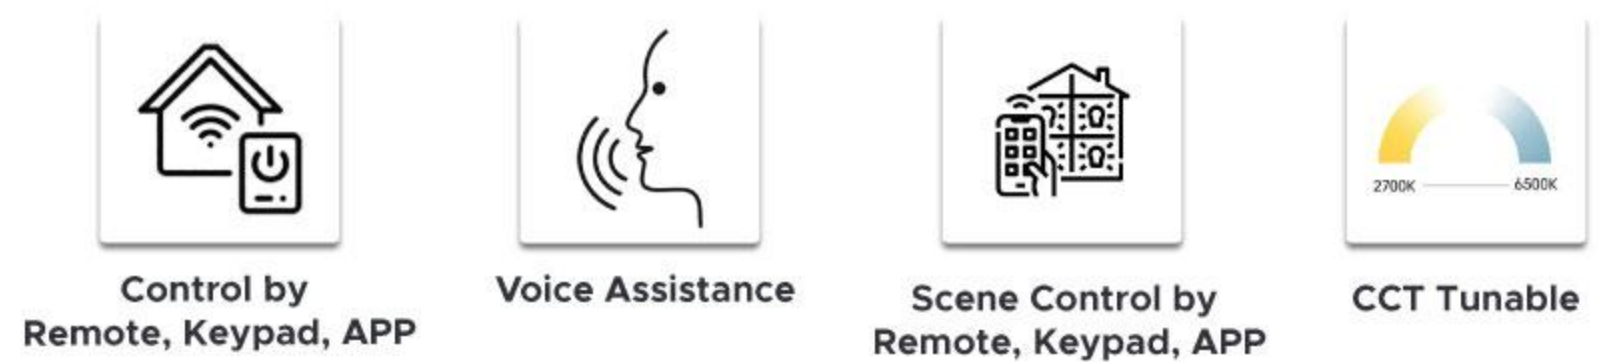 Control by
Remote, Keypad, APP
Voice Assistance
Scene Control by
Remote, Keypad, APP
2700K
6500K
CCT Tunable